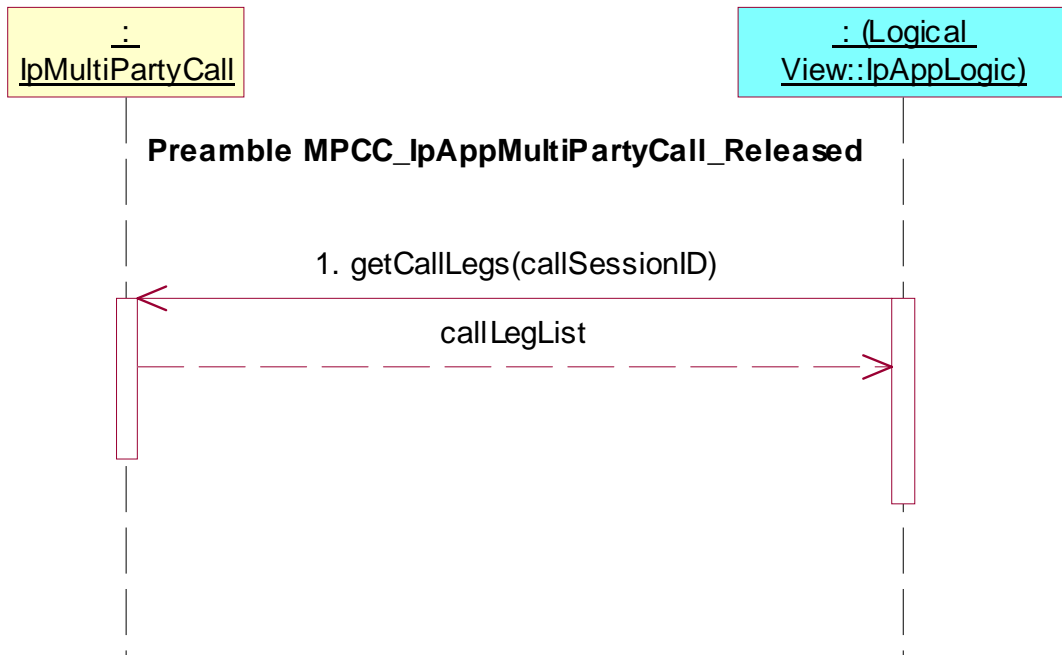 :
IpMultiPartyCall
: (Logical
View::IpAppLogic)
Preamble MPCC_IpAppMultiPartyCall_Released
1. getCallLegs(callSessionID)
callLegList